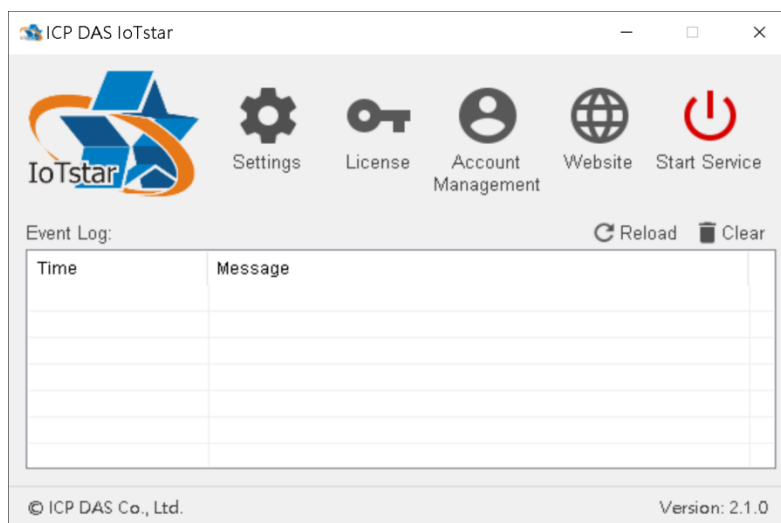 ICP DAS IoTstar
IoTstar
Settings
License
Account
Management
Website
Start Service
Event Log:
Reload
Clear
Time
Message
© ICP DAS Co., Ltd.
Version: 2.1.0